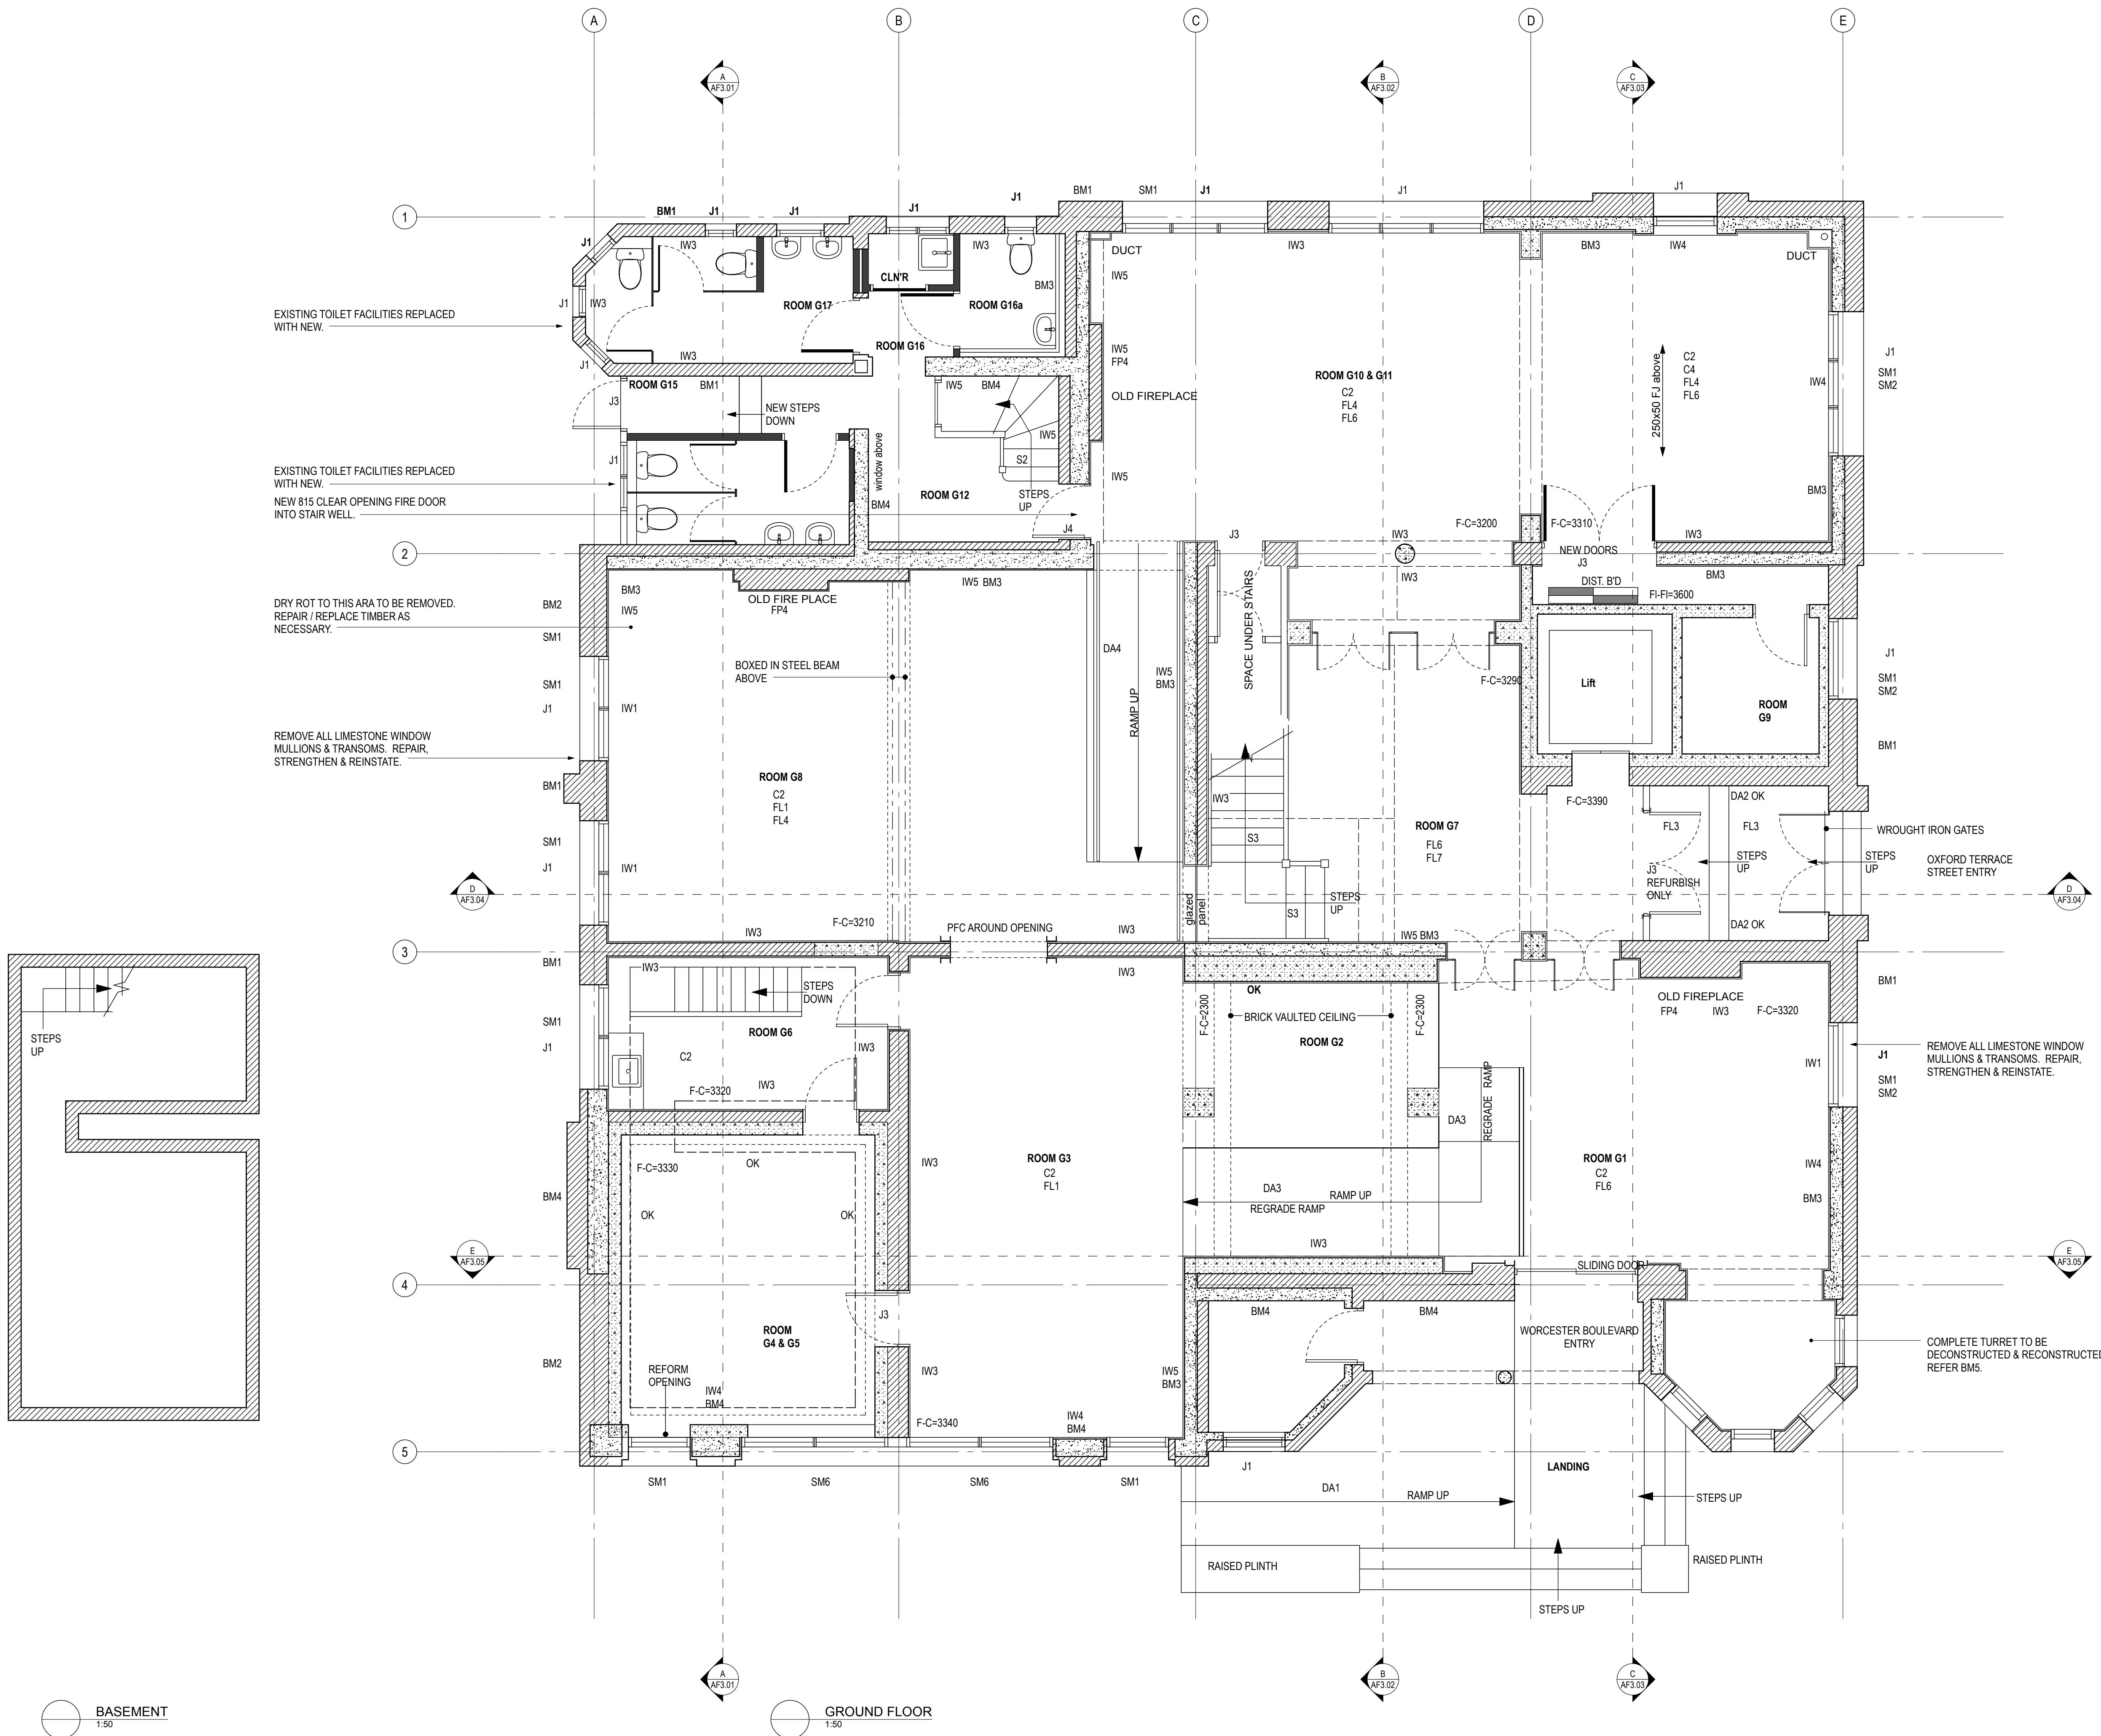 A
B
C
D
E
A
AF3.01
B
AF3.02
C
AF3.03
1
BM1
J1
J1
J1
J1
BM1
SM1
J1
J1
J1
J1
IW3
IW3
IW3
BM3
IW4
DUCT
DUCT
IW5
CLN'R
BM3
J1
IW3
ROOM G17
ROOM G16a
EXISTING TOILET FACILITIES REPLACED
WITH NEW.
ROOM G16
IW3
IW5
FP4
J1
ROOM G15
BM1
IW5
BM4
OLD FIREPLACE
ROOM G10 & G11
C2
FL4
FL6
250x50 FJ above
C2
C4
FL4
FL6
IW4
J1
SM1
SM2
J3
NEW STEPS
DOWN
IW5
S2
window above
J1
EXISTING TOILET FACILITIES REPLACED
WITH NEW.
NEW 815 CLEAR OPENING FIRE DOOR
INTO STAIR WELL.
BM4
ROOM G12
STEPS
UP
IW5
BM3
J4
J3
IW3
F-C=3200
F-C=3310
IW3
2
NEW DOORS
J3
IW3
BM3
DIST. B'D
FI-FI=3600
IW5 BM3
OLD FIRE PLACE
FP4
BM3
IW5
DRY ROT TO THIS ARA TO BE REMOVED.
REPAIR / REPLACE TIMBER AS
NECESSARY.
BM2
SM1
SM1
J1
IW1
BOXED IN STEEL BEAM
ABOVE
DA4
RAMP UP
IW5
BM3
SPACE UNDER STAIRS
F-C=3290
Lift
ROOM
G9
J1
SM1
SM2
BM1
REMOVE ALL LIMESTONE WINDOW
MULLIONS & TRANSOMS. REPAIR,
STRENGTHEN & REINSTATE.
BM1
ROOM G8
C2
FL1
FL4
IW3
S3
ROOM G7
FL6
FL7
F-C=3390
DA2 OK
FL3
FL3
WROUGHT IRON GATES
SM1
J1
IW1
STEPS
UP
STEPS
UP
OXFORD TERRACE
STREET ENTRY
J3
REFURBISH
ONLY
D
AF3.04
D
AF3.04
glazed
panel
S3
STEPS
UP
DA2 OK
F-C=3210
IW3
PFC AROUND OPENING
IW3
IW5 BM3
3
BM1
IW3
IW3
STEPS
DOWN
OK
BM1
OLD FIREPLACE
FP4
IW3
F-C=3320
SM1
J1
ROOM G6
C2
IW3
IW3
F-C=3320
F-C=2300
BRICK VAULTED CEILING
F-C=2300
ROOM G2
IW1
REMOVE ALL LIMESTONE WINDOW
MULLIONS & TRANSOMS. REPAIR,
STRENGTHEN & REINSTATE.
J1
SM1
SM2
STEPS
UP
DA3
REGRADE RAMP
F-C=3330
OK
IW3
ROOM G3
C2
FL1
ROOM G1
C2
FL6
IW4
BM3
BM4
OK
OK
DA3
RAMP UP
REGRADE RAMP
IW3
E
AF3.05
E
AF3.05
SLIDING DOOR
4
J3
BM4
BM4
ROOM
G4 & G5
WORCESTER BOULEVARD
ENTRY
COMPLETE TURRET TO BE
DECONSTRUCTED & RECONSTRUCTED
REFER BM5.
BM2
REFORM
OPENING
IW3
IW5
BM3
IW4
BM4
F-C=3340
IW4
BM4
5
J1
LANDING
SM1
SM6
SM6
SM1
DA1
RAMP UP
STEPS UP
RAISED PLINTH
RAISED PLINTH
STEPS UP
A
AF3.01
B
AF3.02
C
AF3.03
BASEMENT
1:50
GROUND FLOOR
1:50